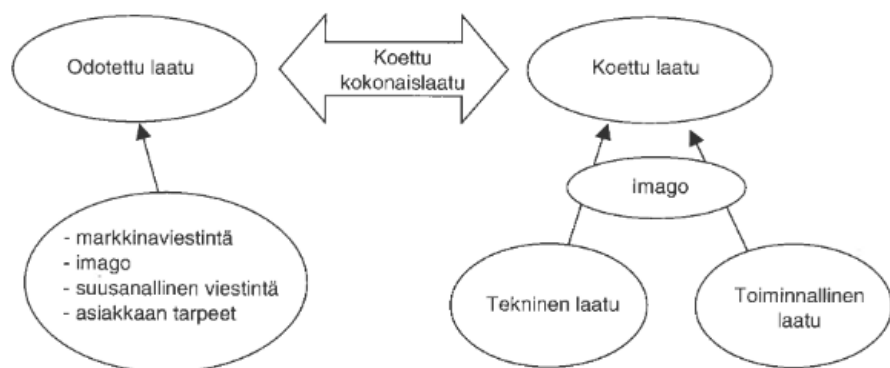 Odotettu laatu
Koettu
kokonaislaatu
Koettu laatu
imago
- markkinaviestintä
- imago
- suusanallinen viestintä
- asiakkaan tarpeet
Tekninen laatu
Toiminnallinen
laatu